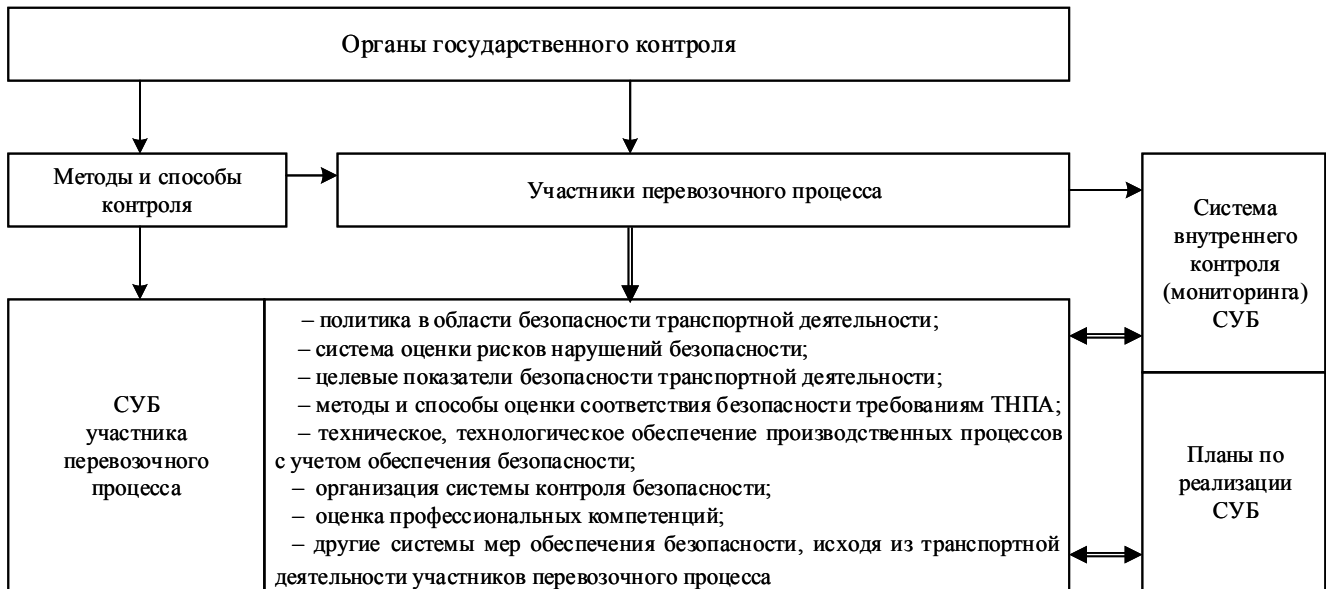 Органы государственного контроля
Методы и способы
контроля
Участники перевозочного процесса
Система
внутреннего
контроля
(мониторинга)
СУБ
СУБ
участника
перевозочного
процесса
– политика в области безопасности транспортной деятельности;
– система оценки рисков нарушений безопасности;
– целевые показатели безопасности транспортной деятельности;
– методы и способы оценки соответствия безопасности требованиям ТНПА;
– техническое, технологическое обеспечение производственных процессов
с учетом обеспечения безопасности;
– организация системы контроля безопасности;
– оценка профессиональных компетенций;
– другие системы мер обеспечения безопасности, исходя из транспортной
деятельности участников перевозочного процесса
Планы по
реализации
СУБ